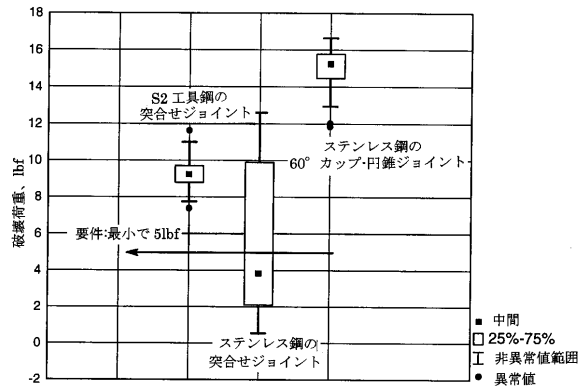 18
16
14
12
10
8
6
4
2
0
-2
破壊荷重、lbf
S2 工具鋼の
突合せジョイント
ステンレス鋼の
60° カップ・円錐ジョイント
要件:最小で 5lbf
ステンレス鋼の
突合せジョイント
中間
25%-75%
非異常値範囲
異常値